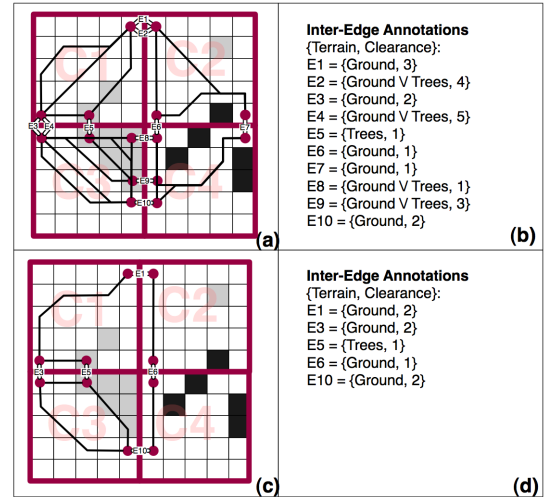 E1
E2
C1
C2
E3
E4
E5
E6
E7
E8
C3
C4
E9
E10
(a)
Inter-Edge Annotations
{Terrain, Clearance}:
E1 = {Ground, 3}
E2 = {Ground V Trees, 4}
E3 = {Ground, 2}
E4 = {Ground V Trees, 5}
E5 = {Trees, 1}
E6 = {Ground, 1}
E7 = {Ground, 1}
E8 = {Ground V Trees, 1}
E9 = {Ground V Trees, 3}
E10 = {Ground, 2}
(b)
E1
C1
C2
E3
E5
E6
C3
C4
E10
(c)
Inter-Edge Annotations
{Terrain, Clearance}:
E1 = {Ground, 2}
E3 = {Ground, 2}
E5 = {Trees, 1}
E6 = {Ground, 1}
E10 = {Ground, 2}
(d)